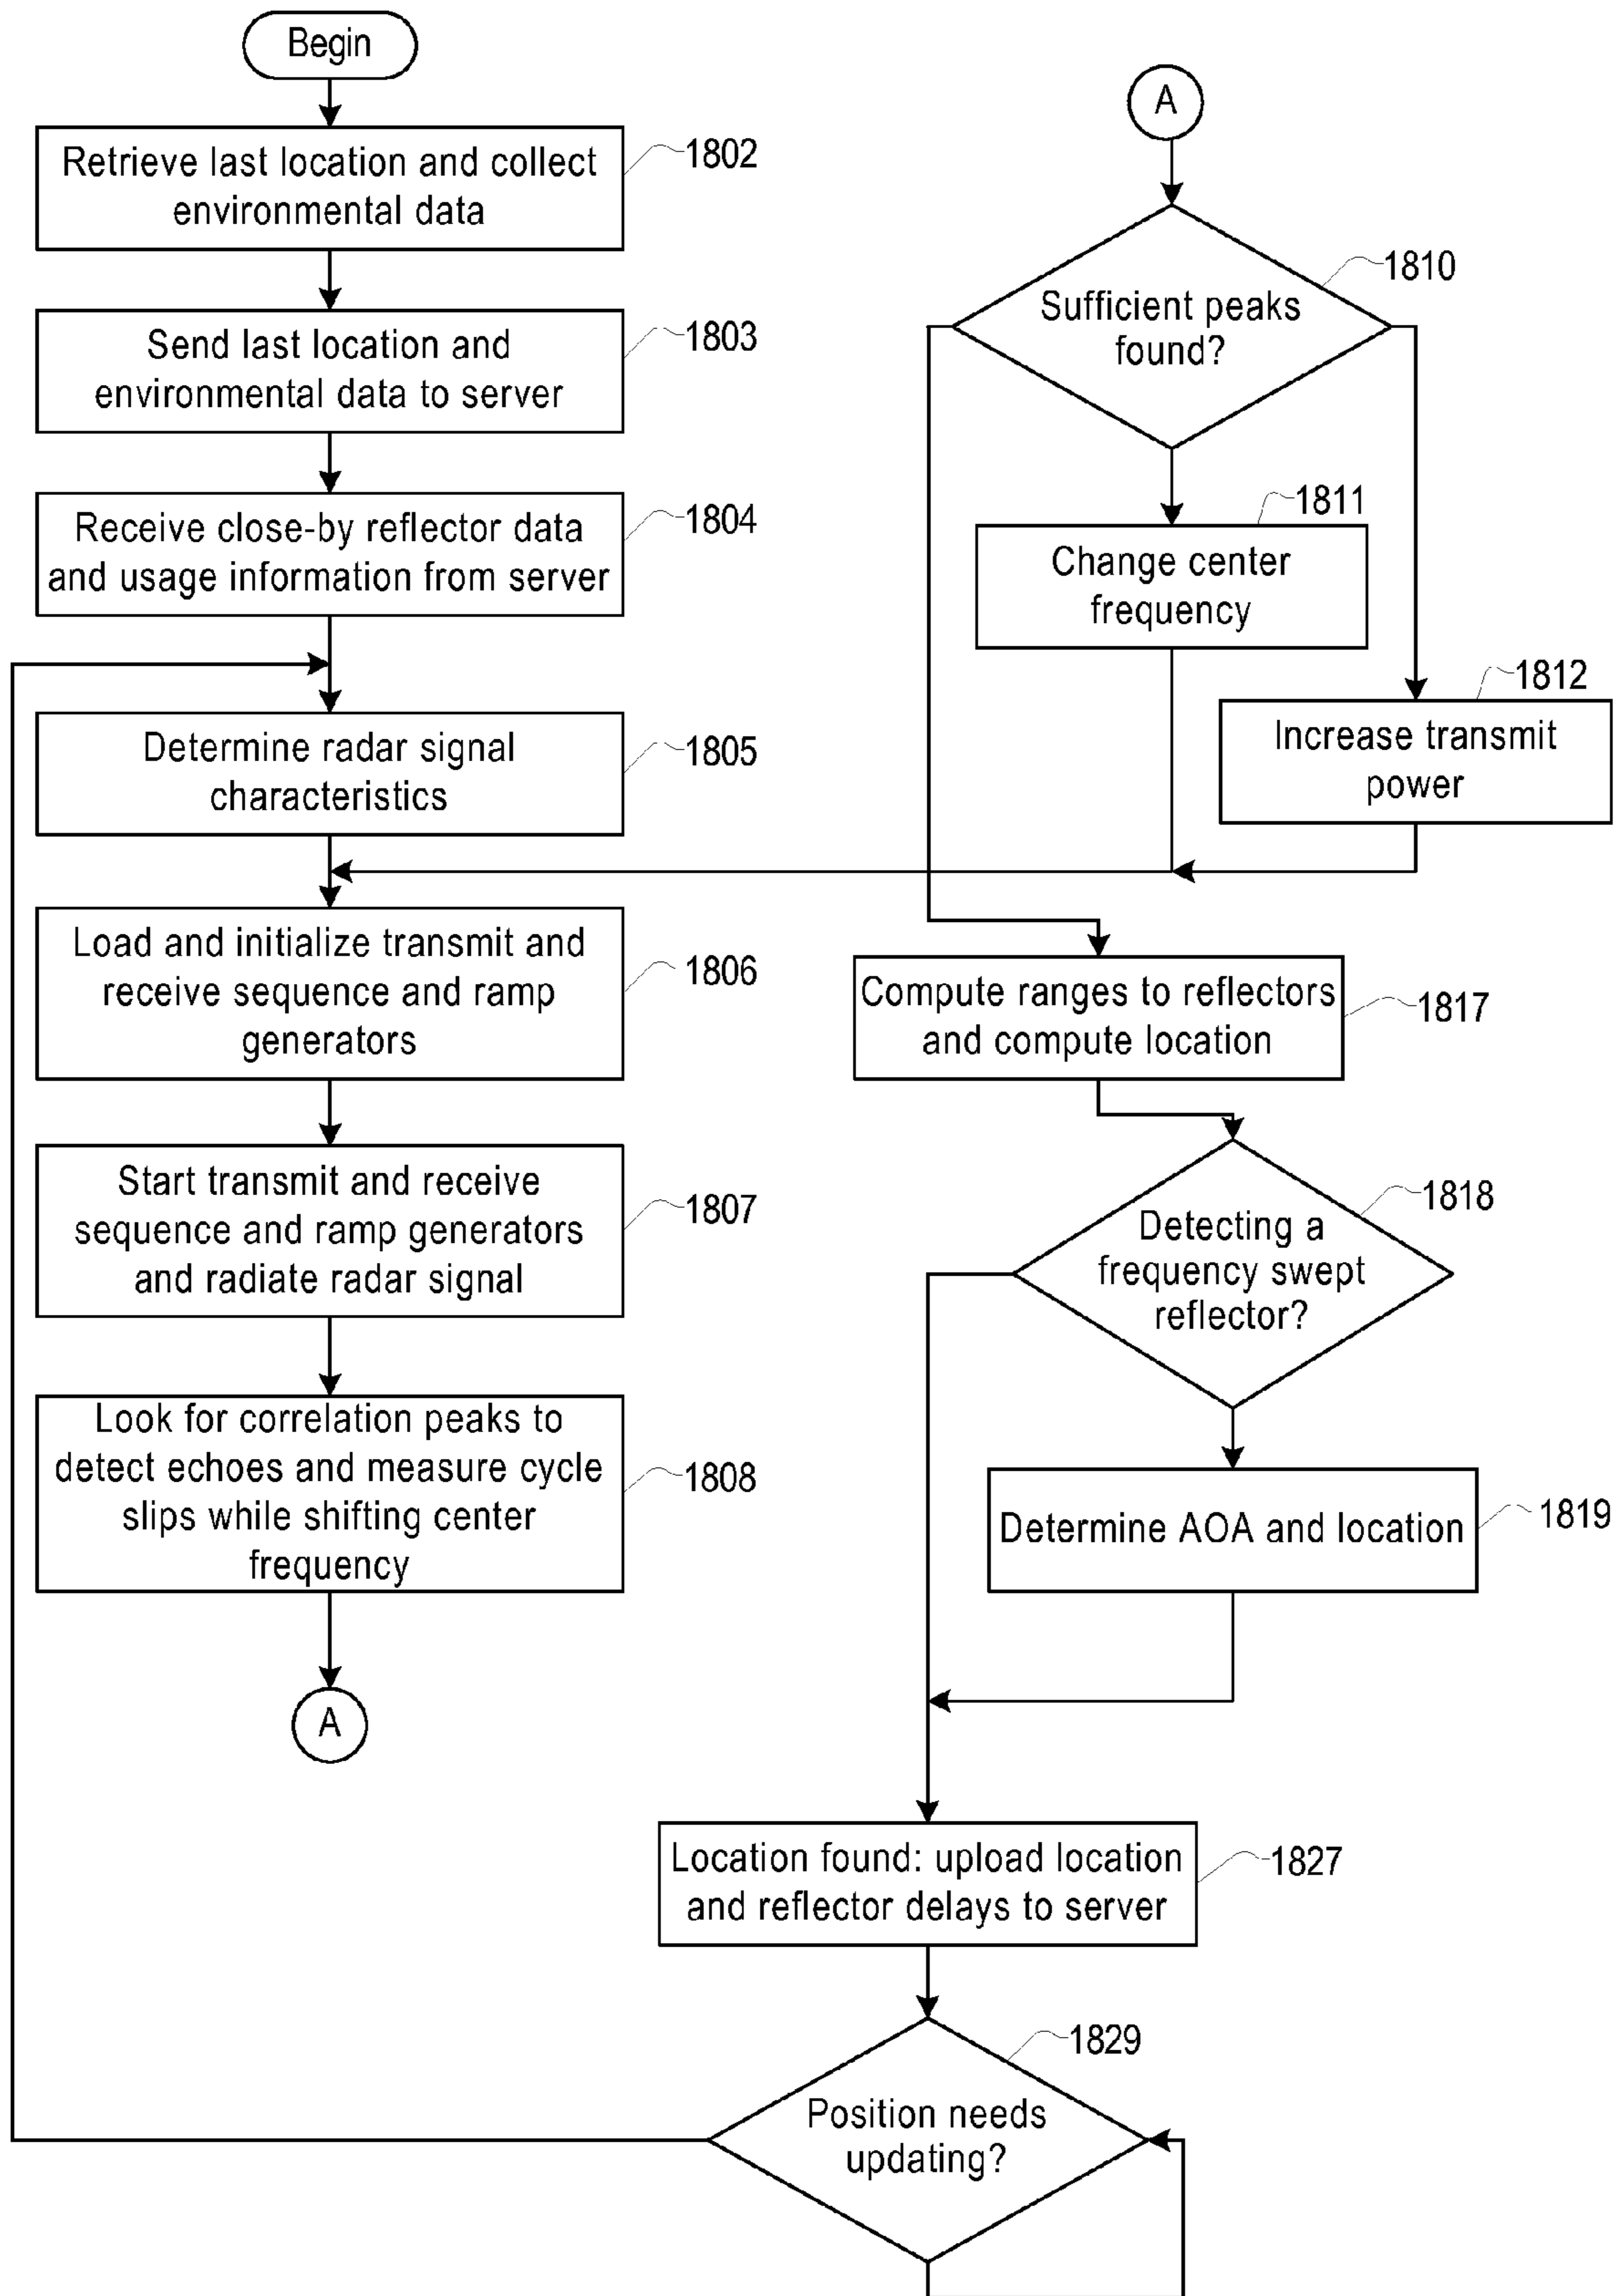 Begin
Retrieve last location and collect
environmental data
1802
Send last location and
environmental data to server
1803
Receive close-by reflector data
and usage information from server
1804
Determine radar signal
characteristics
1805
Load and initialize transmit and
receive sequence and ramp
generators
1806
Start transmit and receive
sequence and ramp generators
and radiate radar signal
1807
Look for correlation peaks to
detect echoes and measure cycle
slips while shifting center
frequency
1808
A
A
Sufficient peaks
found?
1810
Change center
frequency
1811
Increase transmit
power
1812
Compute ranges to reflectors
and compute location
1817
Detecting a
frequency swept
reflector?
1818
Determine AOA and location
1819
Location found: upload location
and reflector delays to server
1827
Position needs
updating?
1829